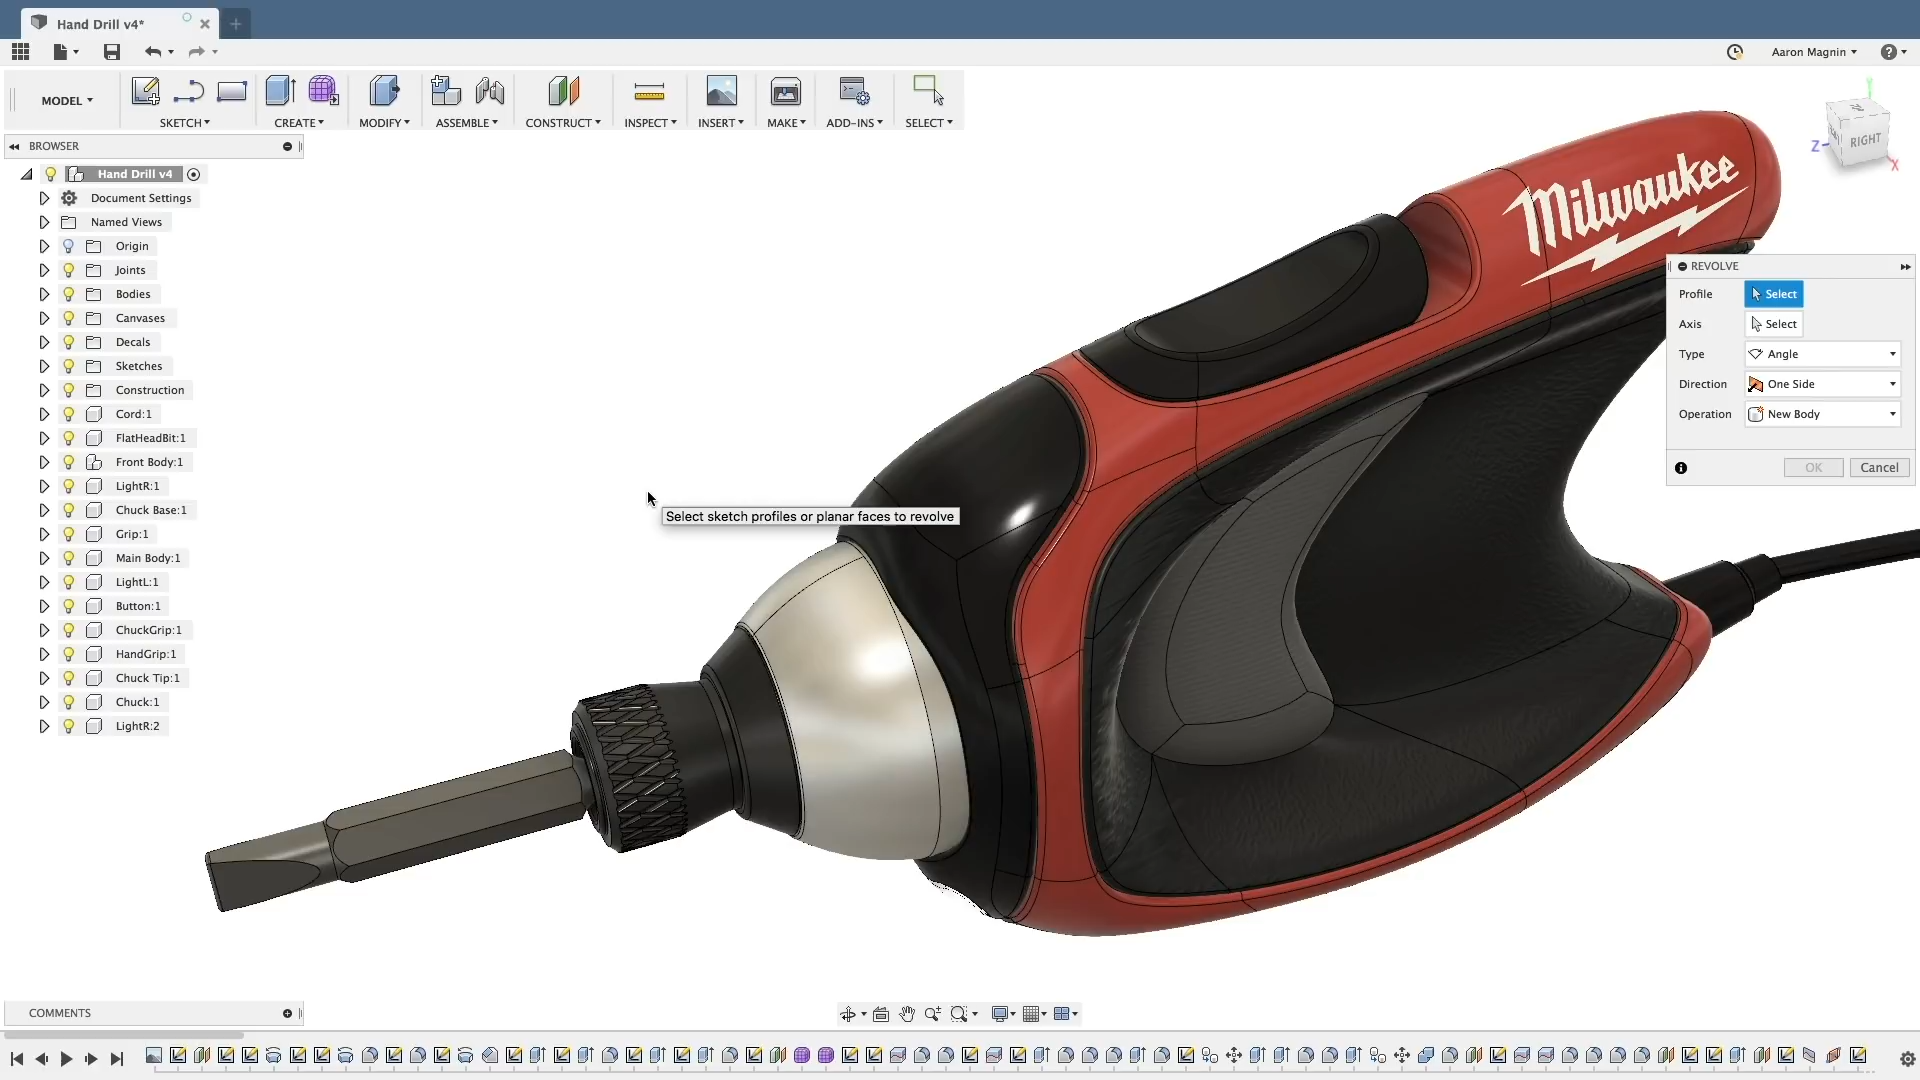 Hand Drill v4*
Aaron Magnin
MODEL
SKETCH
CREATE
MODIFY
ASSEMBLE
CONSTRUCT
INSPECT
INSERT
MAKE
ADD-INS
SELECT
BROWSER
Hand Drill v4
Document Settings
Named Views
Origin
Joints
Bodies
Canvases
Decals
Sketches
Construction
Cord:1
FlatHeadBit:1
Front Body:1
LightR:1
Chuck Base:1
Grip:1
Main Body:1
LightL:1
Button:1
ChuckGrip:1
HandGrip:1
Chuck Tip:1
Chuck:1
LightR:2
Y
Z
X
RIGHT
Milwaukee
REVOLVE
Profile Select
Axis Select
Type Angle
Direction One Side
Operation New Body
OK Cancel
Select sketch profiles or planar faces to revolve
COMMENTS